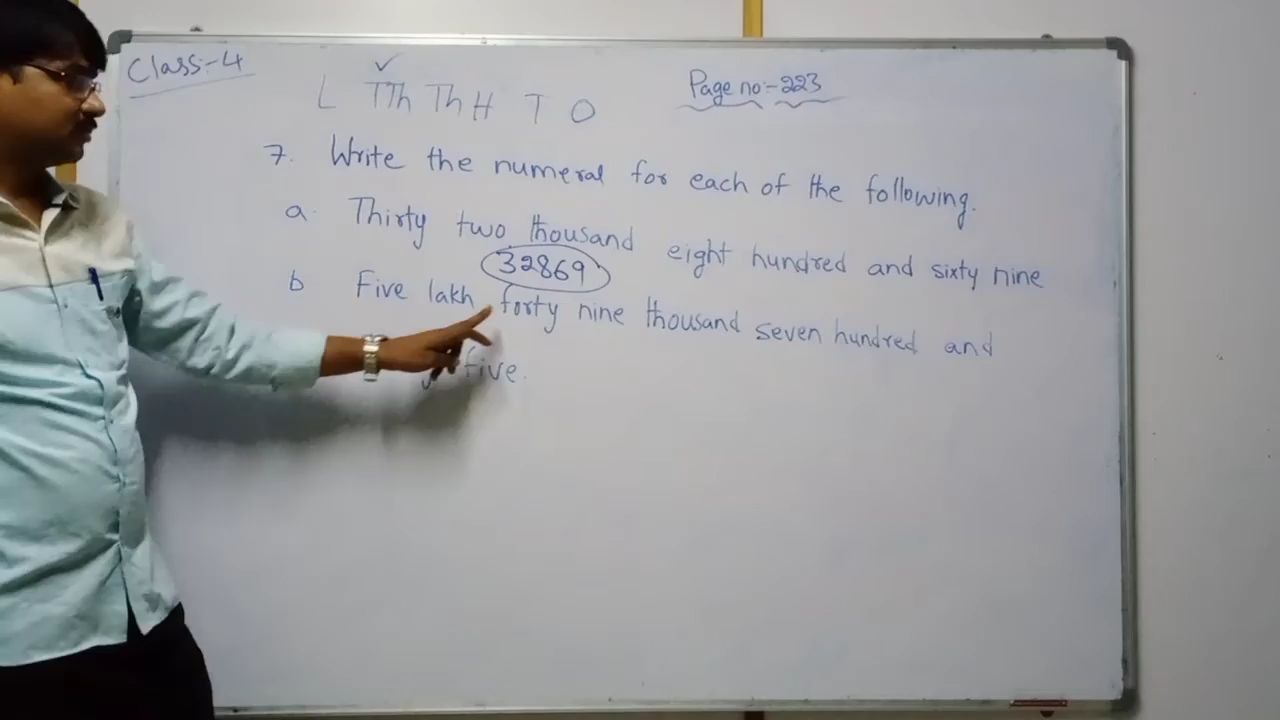 Class:-4
L TTh Th H T O
Page no:-223
7. Write the numeral for each of the following.
a. Thirty two thousand eight hundred and sixty nine
32869
b Five lakh forty nine thousand seven hundred and
five.